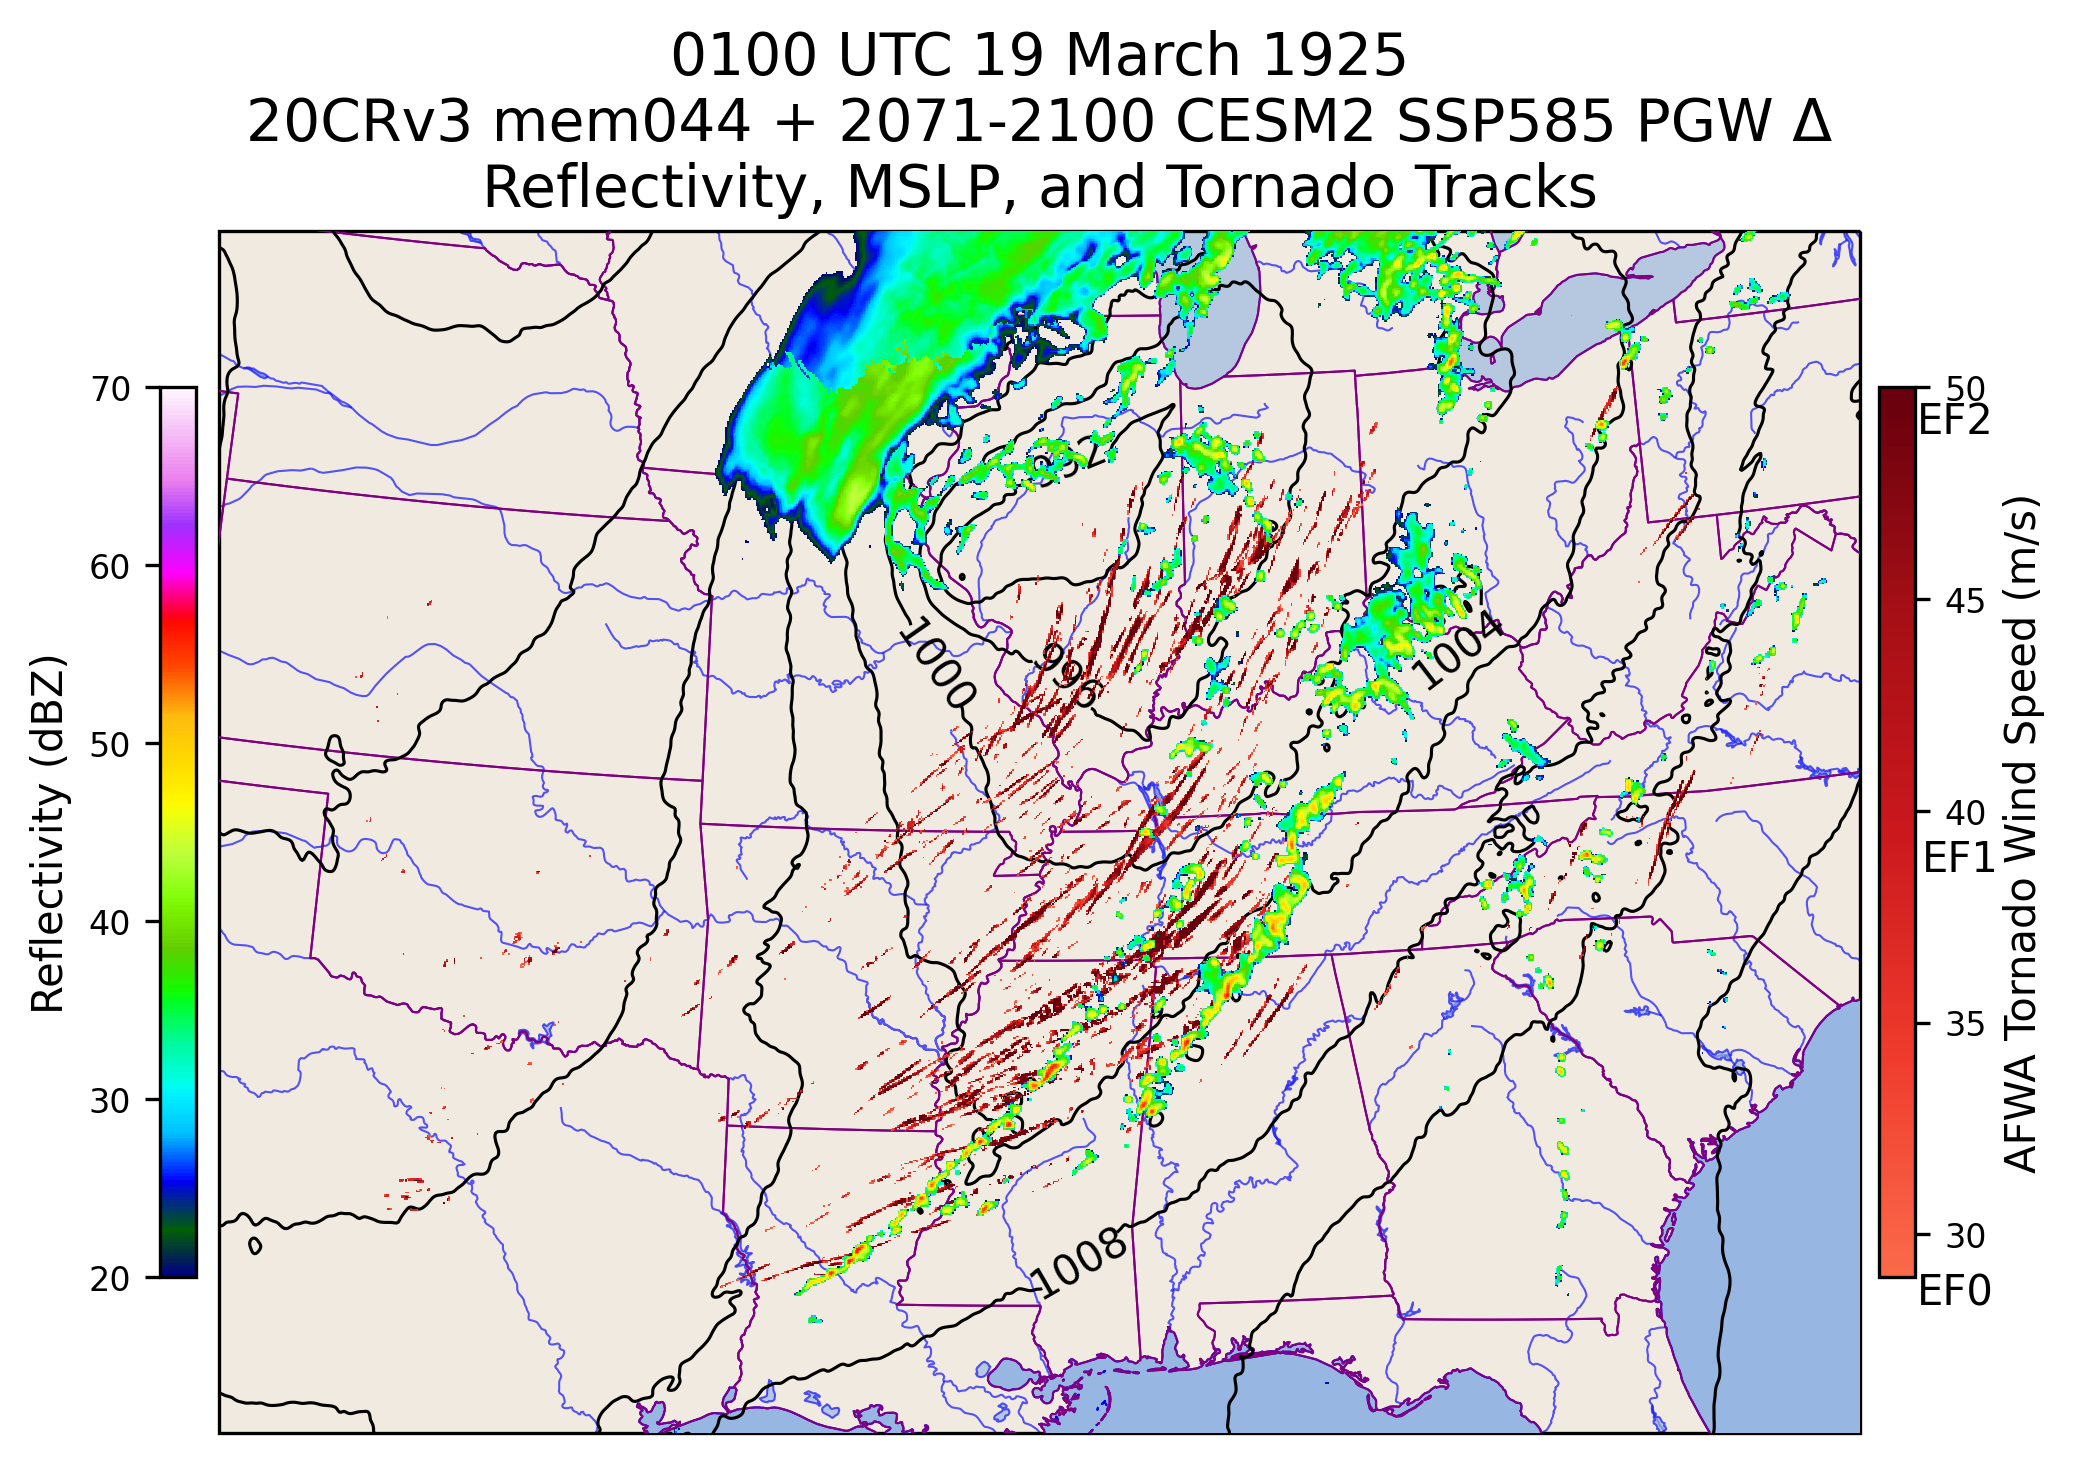 0100 UTC 19 March 1925
20CRv3 mem044 + 2071-2100 CESM2 SSP585 PGW Δ
Reflectivity, MSLP, and Tornado Tracks
Reflectivity (dBZ)
70
60
50
40
30
20
1000
996
1004
1008
50
EF2
45
40
EF1
35
30
EF0
AFWA Tornado Wind Speed (m/s)